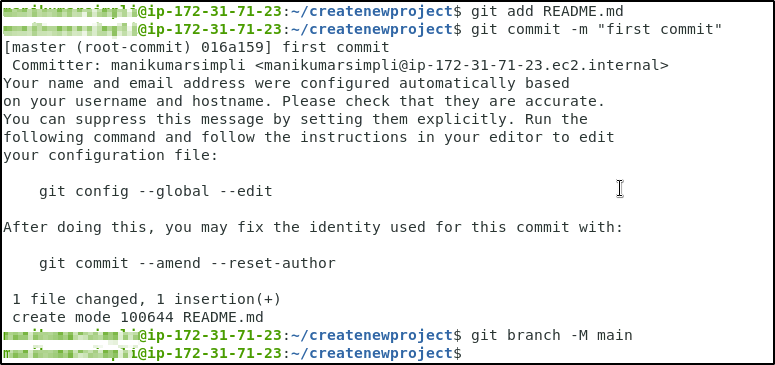 @ip-172-31-71-23:~/createnewproject$ git add README.md
@ip-172-31-71-23:~/createnewproject$ git commit -m "first commit"
[master (root-commit) 016a159] first commit
 Committer: manikumarsimpli <manikumarsimpli@ip-172-31-71-23.ec2.internal>
Your name and email address were configured automatically based
on your username and hostname. Please check that they are accurate.
You can suppress this message by setting them explicitly. Run the
following command and follow the instructions in your editor to edit
your configuration file:

    git config --global --edit

After doing this, you may fix the identity used for this commit with:

    git commit --amend --reset-author

 1 file changed, 1 insertion(+)
 create mode 100644 README.md
@ip-172-31-71-23:~/createnewproject$ git branch -M main
@ip-172-31-71-23:~/createnewproject$